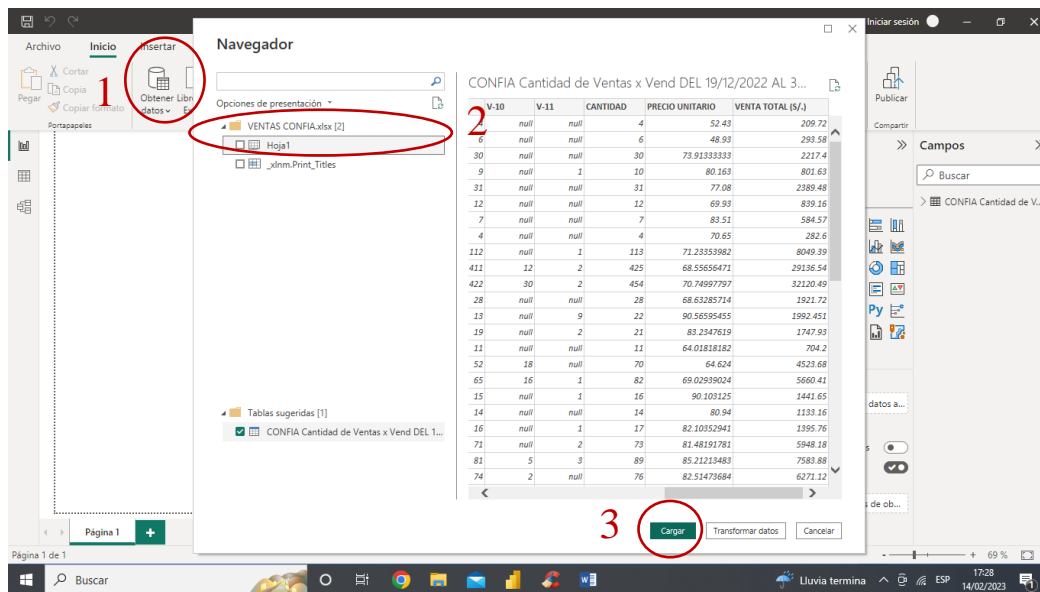 Iniciar sesión
Archivo
Inicio
Insertar
Navegador
1
Cortar
Copia
Copiar formato
Pegar
Obtener
datos
Portapapeles
Publicar
Compartir
Opciones de presentación
VENTAS CONFIA.xlsx [2]
Hoja1
_xlnm.Print_Titles
Tablas sugeridas [1]
CONFIA Cantidad de Ventas x Vend DEL 1...
2
CONFIA Cantidad de Ventas x Vend DEL 19/12/2022 AL 3...
V-10 V-11 CANTIDAD PRECIO UNITARIO VENTA TOTAL (S/.)
4 null null 4 52.43 209.72
6 null null 6 48.93 293.58
30 null null 30 73.91333333 2217.4
9 null 1 10 80.163 801.63
31 null null 31 77.08 2389.48
12 null null 12 69.93 839.16
7 null null 7 83.51 584.57
4 null null 4 70.65 282.6
112 null 1 113 71.23353982 8049.39
411 12 2 425 68.55656471 29136.54
422 30 2 454 70.74997797 32120.49
28 null null 28 68.63285714 1921.72
13 null 9 22 90.56595455 1992.451
19 null 2 21 83.2347619 1747.93
11 null null 11 64.01818182 704.2
52 18 null 70 64.624 4523.68
65 16 1 82 69.02939024 5660.41
15 null 1 16 90.103125 1441.65
14 null null 14 80.94 1133.16
16 null 1 17 82.10352941 1395.76
71 null 2 73 81.48191781 5948.18
81 5 3 89 85.21213483 7583.88
74 2 null 76 82.51473684 6271.12
3
Cargar
Transformar datos
Cancelar
Campos
Buscar
CONFIA Cantidad de V...
Py
datos a...
de ob...
Página 1
Página 1 de 1
69 %
Buscar
Lluvia termina
ESP
17:28
14/02/2023